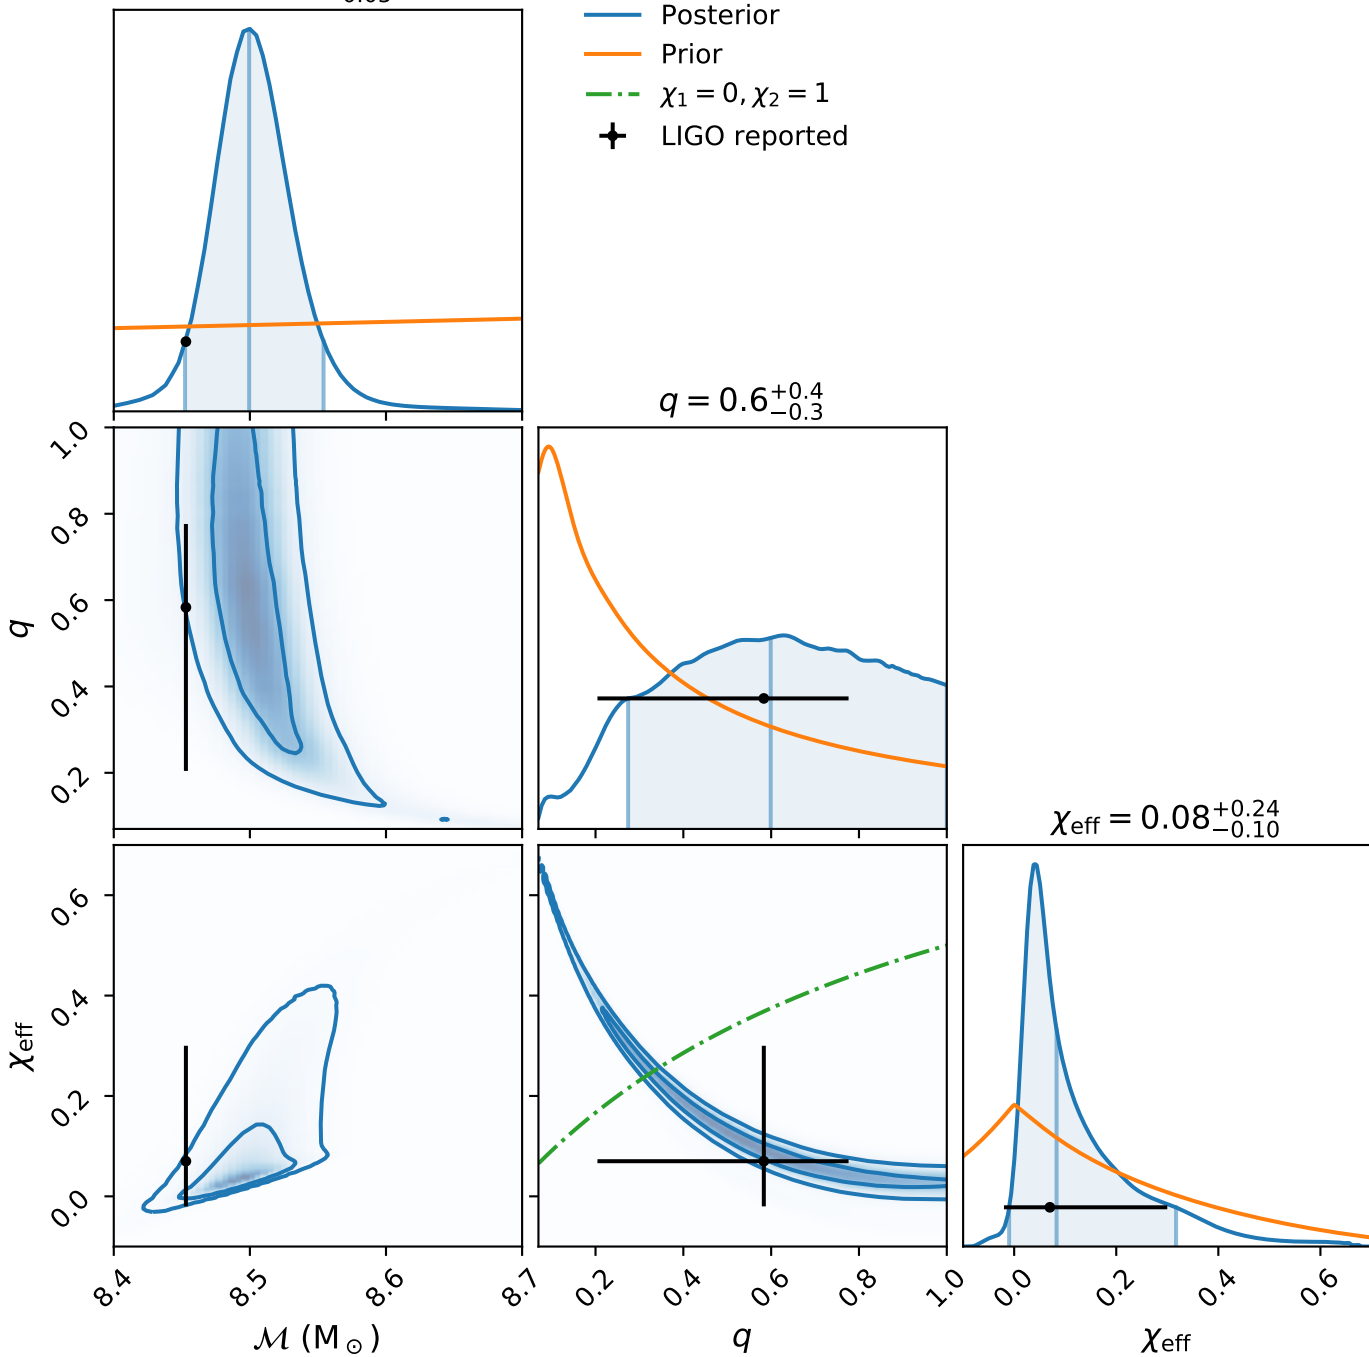 Posterior
Prior
χ₁ = 0, χ₂ = 1
LIGO reported
q = 0.6^{+0.4}_{−0.3}
1.0
0.8
0.6
0.4
0.2
q
χ_eff = 0.08^{+0.24}_{−0.10}
0.6
0.4
0.2
0.0
χ_eff
8.4
8.5
8.6
8.7
ℳ (M_⊙)
0.2
0.4
0.6
0.8
1.0
q
0.0
0.2
0.4
0.6
χ_eff